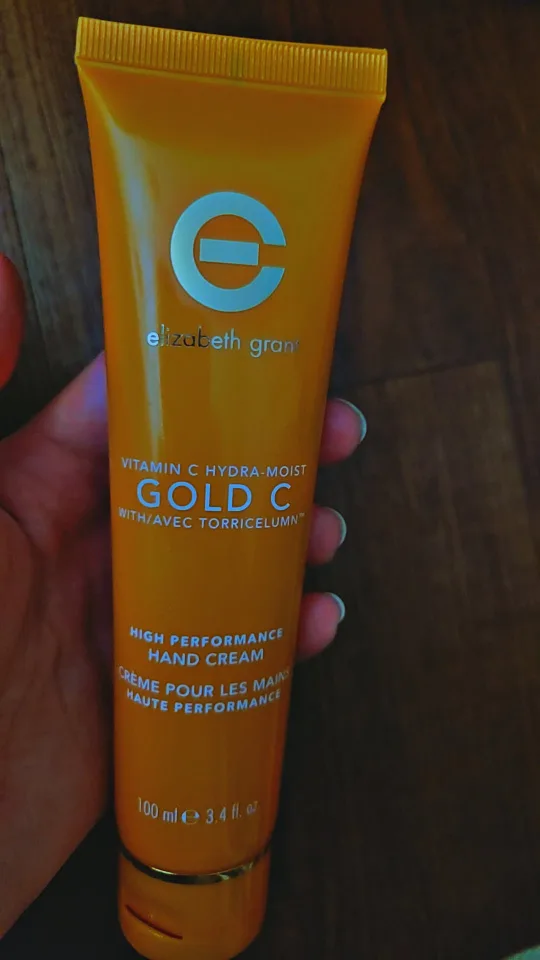 elizabeth grant
VITAMIN C HYDRA-MOIST
GOLD C
WITH/AVEC TORRICELUMN™
HIGH PERFORMANCE
HAND CREAM
CRÈME POUR LES MAINS
HAUTE PERFORMANCE
100 ml ℮ 3.4 fl. oz